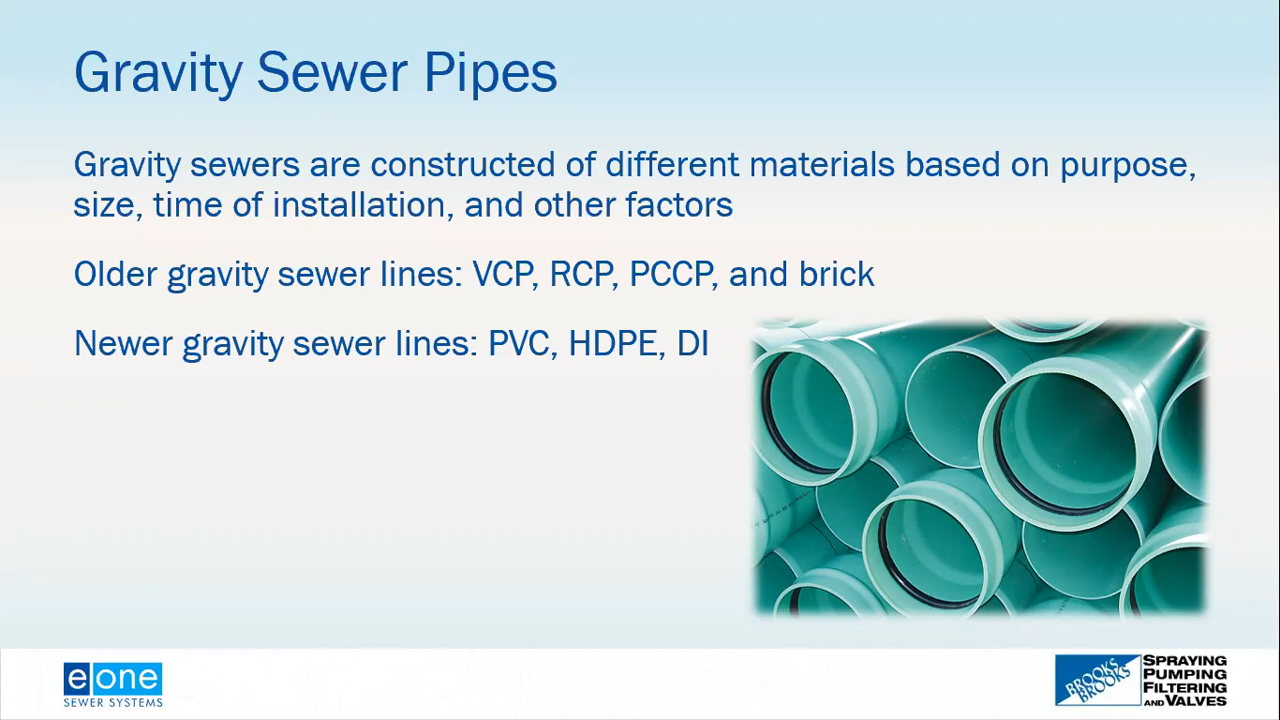 Gravity Sewer Pipes
Gravity sewers are constructed of different materials based on purpose,
size, time of installation, and other factors
Older gravity sewer lines: VCP, RCP, PCCP, and brick
Newer gravity sewer lines: PVC, HDPE, DI
e one
SEWER SYSTEMS
BROOKS
BROOKS
SPRAYING
PUMPING
FILTERING
AND VALVES